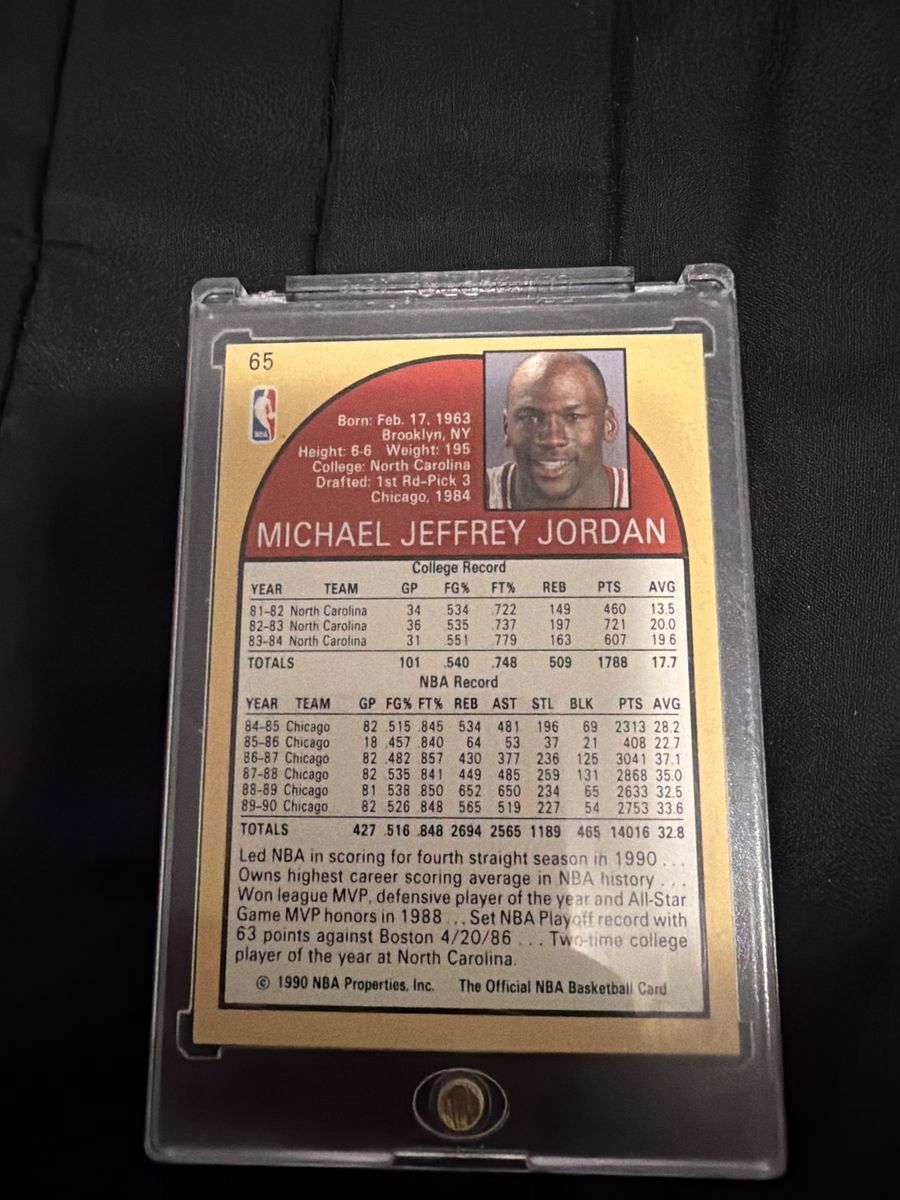 65
NBA
Born: Feb. 17, 1963
Brooklyn, NY
Height: 6-6 Weight: 195
College: North Carolina
Drafted: 1st Rd-Pick 3
Chicago, 1984
MICHAEL JEFFREY JORDAN
College Record
YEAR TEAM GP FG% FT% REB PTS AVG
81-82 North Carolina 34 .534 .722 149 460 13.5
82-83 North Carolina 36 .535 .737 197 721 20.0
83-84 North Carolina 31 .551 .779 163 607 19.6
TOTALS 101 .540 .748 509 1788 17.7
NBA Record
YEAR TEAM GP FG% FT% REB AST STL BLK PTS AVG
84-85 Chicago 82 .515 .845 534 481 196 69 2313 28.2
85-86 Chicago 18 .457 .840 64 53 37 21 408 22.7
86-87 Chicago 82 .482 .857 430 377 236 125 3041 37.1
87-88 Chicago 82 .535 .841 449 485 259 131 2868 35.0
88-89 Chicago 81 .538 .850 652 650 234 65 2633 32.5
89-90 Chicago 82 .526 .848 565 519 227 54 2753 33.6
TOTALS 427 .516 .848 2694 2565 1189 465 14016 32.8
Led NBA in scoring for fourth straight season in 1990 ...
Owns highest career scoring average in NBA history ...
Won league MVP, defensive player of the year and All-Star
Game MVP honors in 1988 ... Set NBA Playoff record with
63 points against Boston 4/20/86 ... Two-time college
player of the year at North Carolina.
© 1990 NBA Properties, Inc. The Official NBA Basketball Card